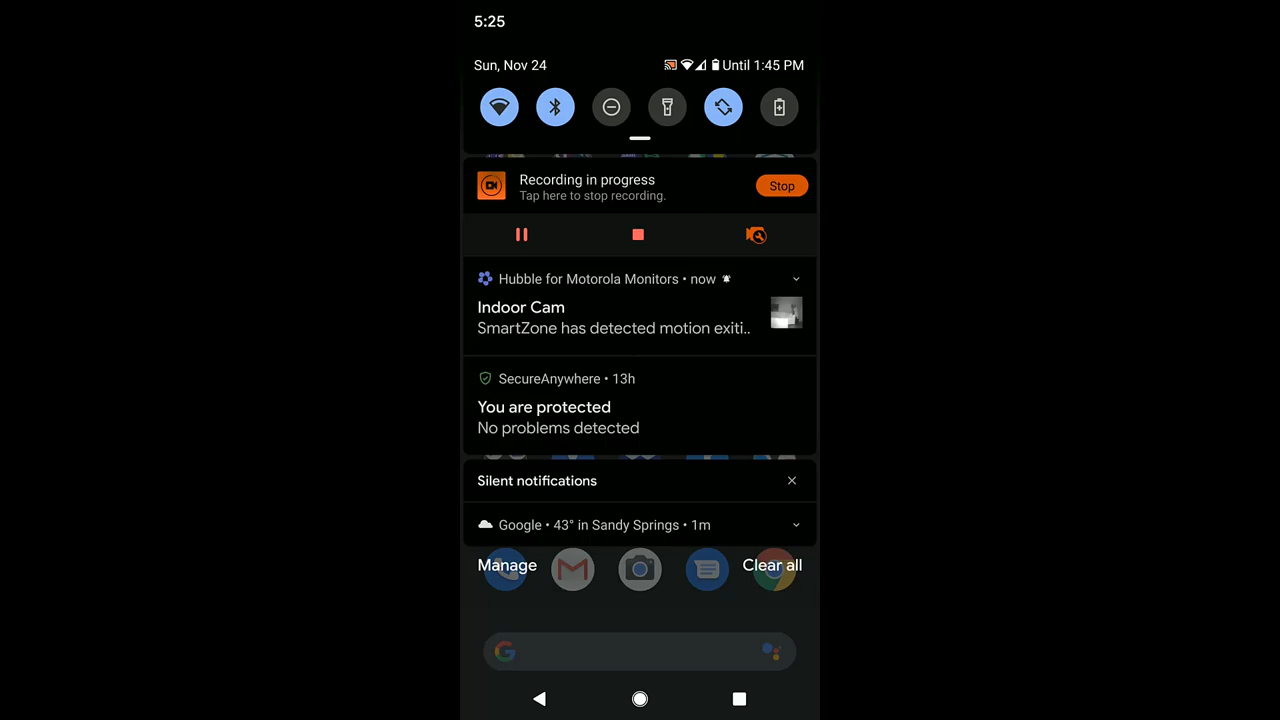 5:25
Sun, Nov 24
Until 1:45 PM
Recording in progress
Tap here to stop recording.
Stop
Hubble for Motorola Monitors • now
Indoor Cam
SmartZone has detected motion exiti..
SecureAnywhere • 13h
You are protected
No problems detected
Silent notifications
Google • 43° in Sandy Springs • 1m
Manage
Clear all